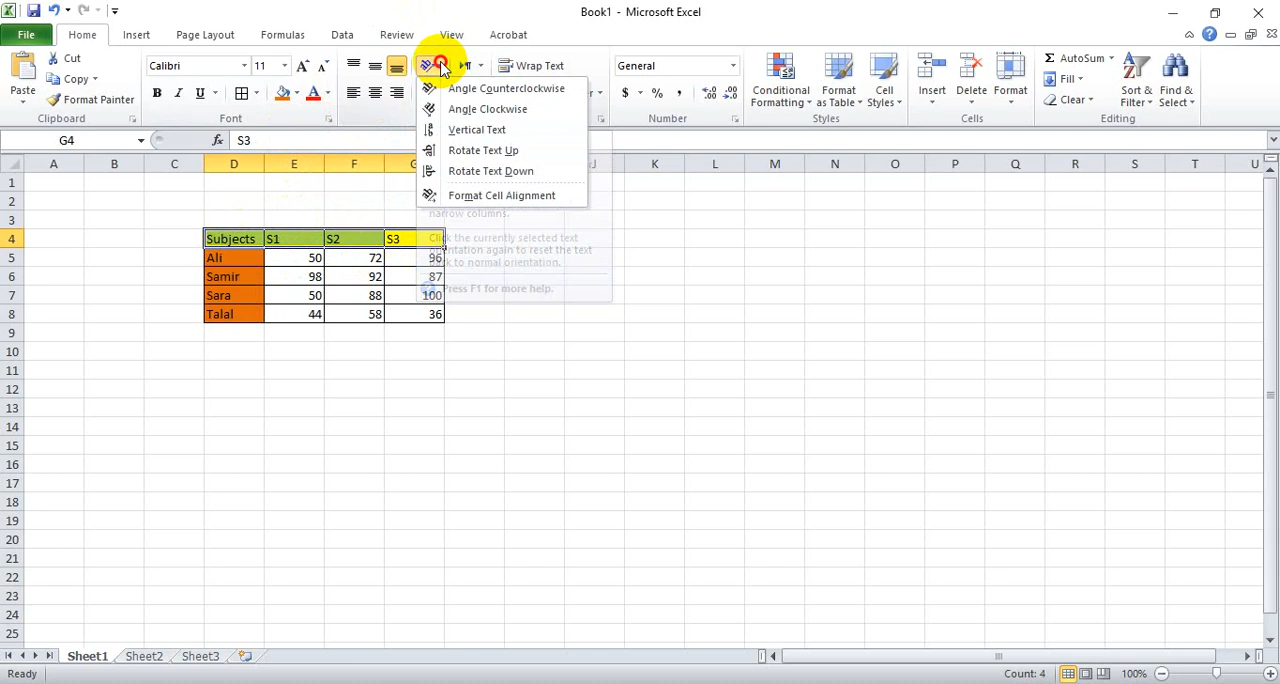 Book1 - Microsoft Excel
File Home Insert Page Layout Formulas Data Review View Acrobat
Paste
Cut
Copy
Format Painter
Clipboard
Calibri 11
B I U
Font
Wrap Text
Angle Counterclockwise
Angle Clockwise
Vertical Text
Rotate Text Up
Rotate Text Down
Format Cell Alignment
narrow columns.
Click the currently selected text
orientation again to reset the text
back to normal orientation.
Press F1 for more help.
General
$ % ,
Number
Conditional Formatting
Format as Table
Cell Styles
Styles
Insert Delete Format
Cells
AutoSum
Fill
Clear
Sort & Filter
Find & Select
Editing
G4 fx S3
A B C D E F G J K L M N O P Q R S T U
1
2
3
4 Subjects S1 S2 S3
5 Ali 50 72 96
6 Samir 98 92 87
7 Sara 50 88 100
8 Talal 44 58 36
9
10
11
12
13
14
15
16
17
18
19
20
21
22
23
24
25
Sheet1 Sheet2 Sheet3
Ready Count: 4 100%